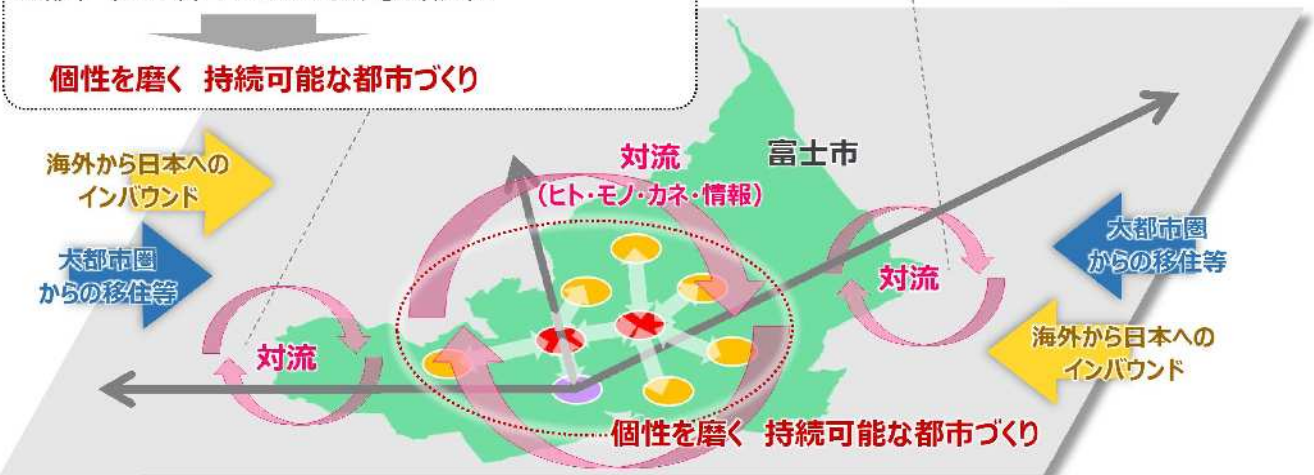 個性を磨く 持続可能な都市づくり
海外から日本への
インバウンド
大都市圏
からの移住等
対流
対流
(ヒト・モノ・カネ・情報)
富士市
対流
大都市圏
からの移住等
海外から日本への
インバウンド
個性を磨く 持続可能な都市づくり